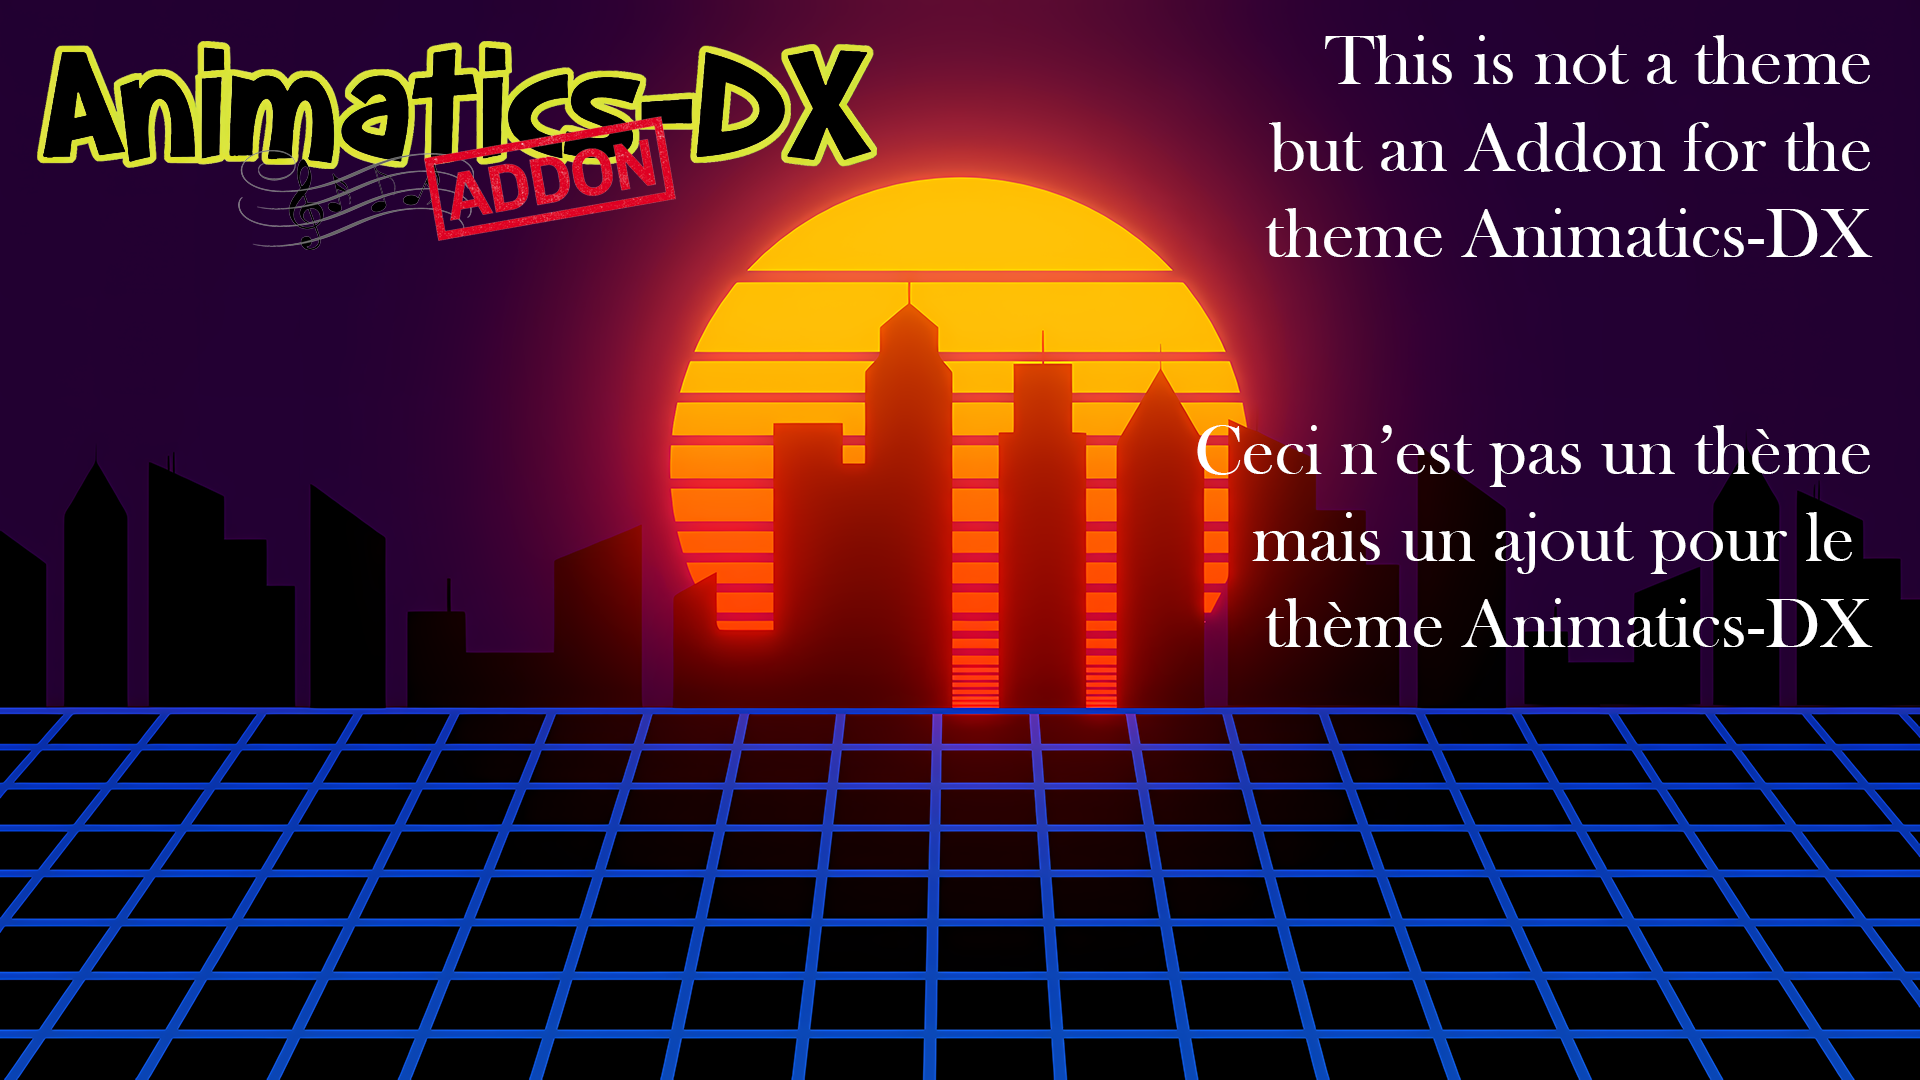 Animatics-DX
ADDON
This is not a theme
but an Addon for the
theme Animatics-DX
Ceci n’est pas un thème
mais un ajout pour le
thème Animatics-DX